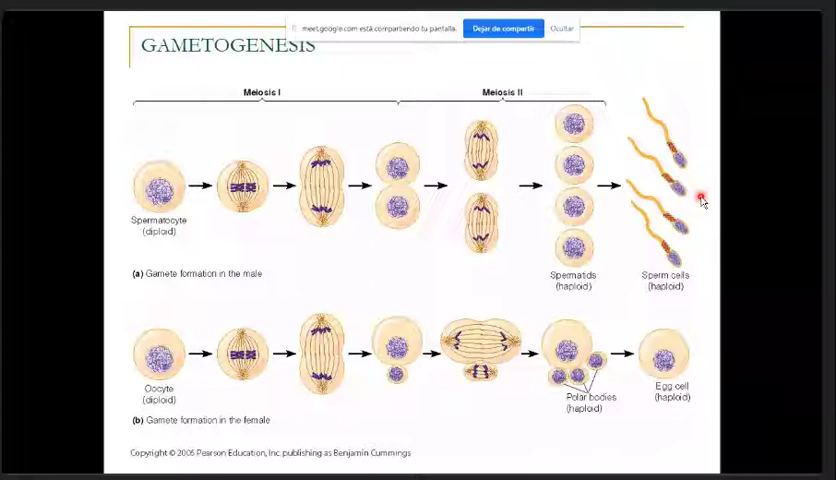 meet.google.com está compartiendo tu pantalla.
Dejar de compartir
Ocultar
GAMETOGENESIS
Meiosis I
Meiosis II
Spermatocyte
(diploid)
Spermatids
(haploid)
Sperm cells
(haploid)
(a) Gamete formation in the male
Oocyte
(diploid)
Polar bodies
(haploid)
Egg cell
(haploid)
(b) Gamete formation in the female
Copyright © 2005 Pearson Education, Inc. publishing as Benjamin Cummings